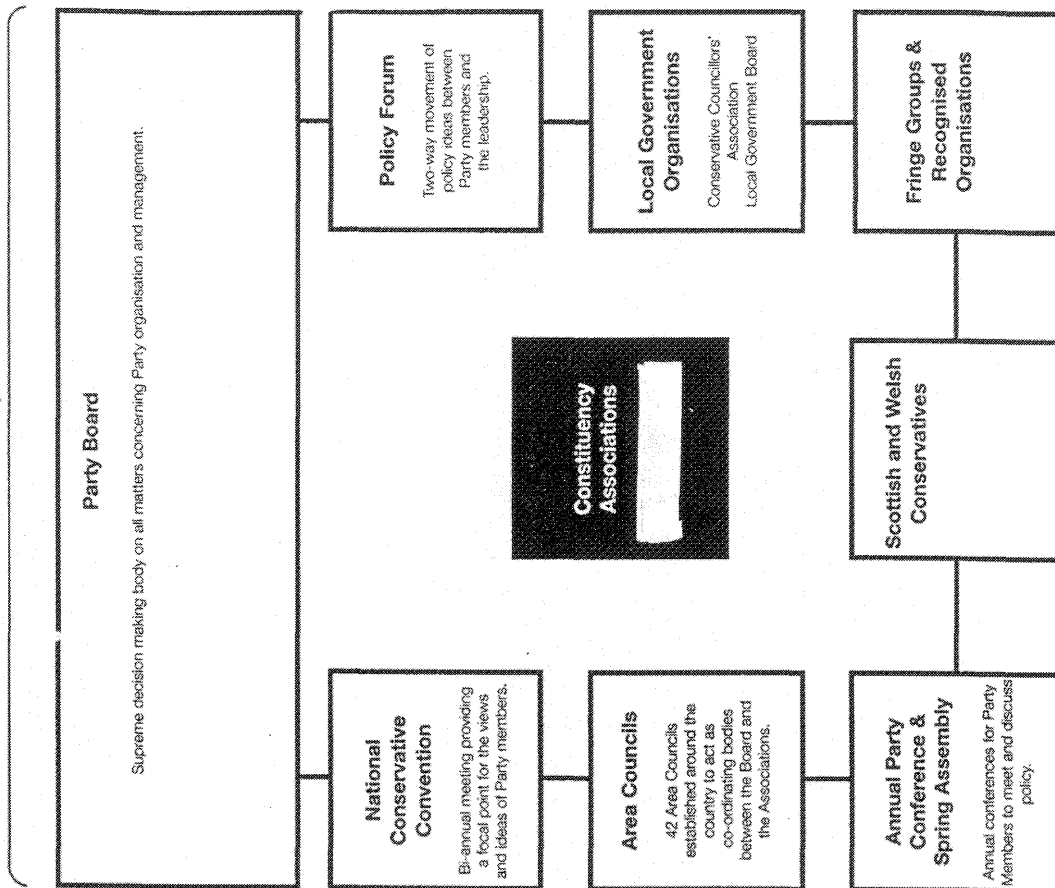 Party Board
Supreme decision making body on all matters concerning Party organisation and management.
National
Conservative
Convention
Bi-annual meeting providing
a focal point for the views
and ideas of Party members.
Policy Forum
Two-way movement of
policy ideas between
Party members and
the leadership.
Area Councils
42 Area Councils
established around the
country to act as
co-ordinating bodies
between the Board and
the Associations.
Constituency
Associations
Local Government
Organisations
Conservative Councillors'
Association
Local Government Board
Annual Party
Conference &
Spring Assembly
Annual conferences for Party
Members to meet and discuss
policy.
Scottish and Welsh
Conservatives
Fringe Groups &
Recognised
Organisations